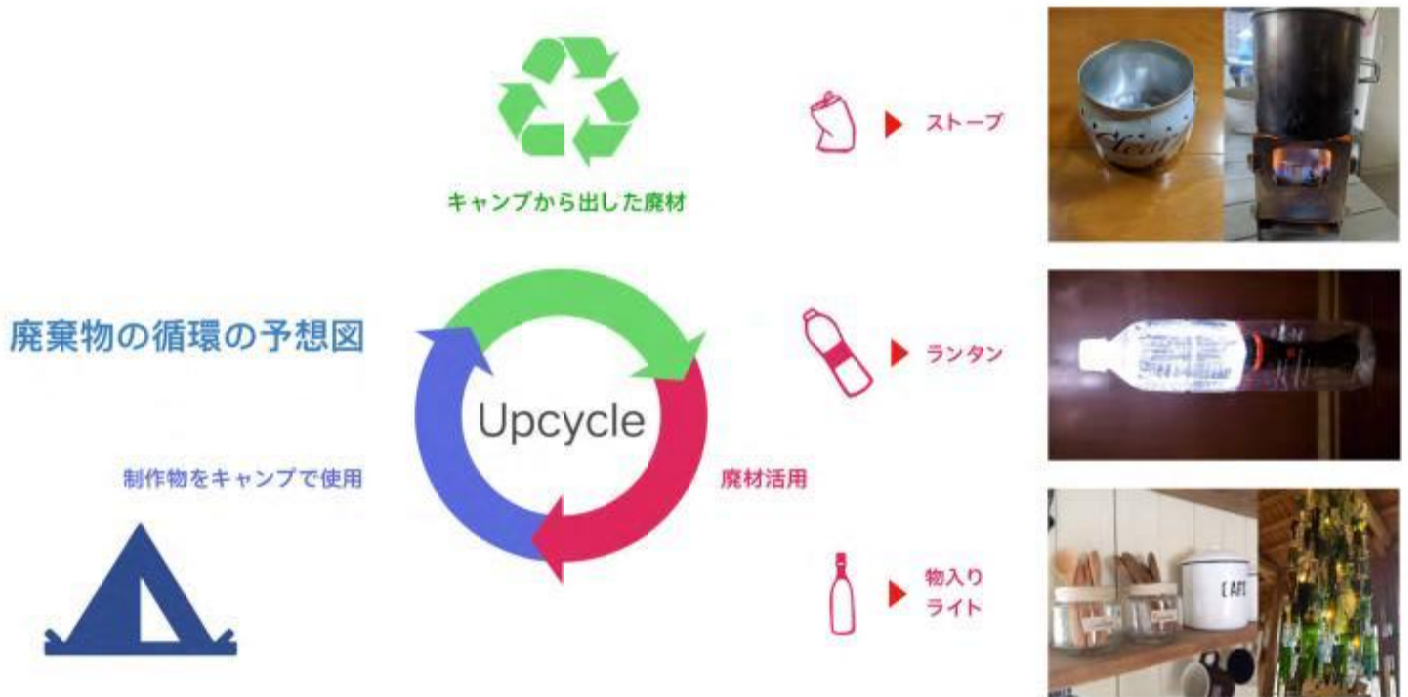 キャンプから出した廃材
ストーブ
廃棄物の循環の予想図
Upcycle
ランタン
制作物をキャンプで使用
廃材活用
物入り
ライト
CAFE